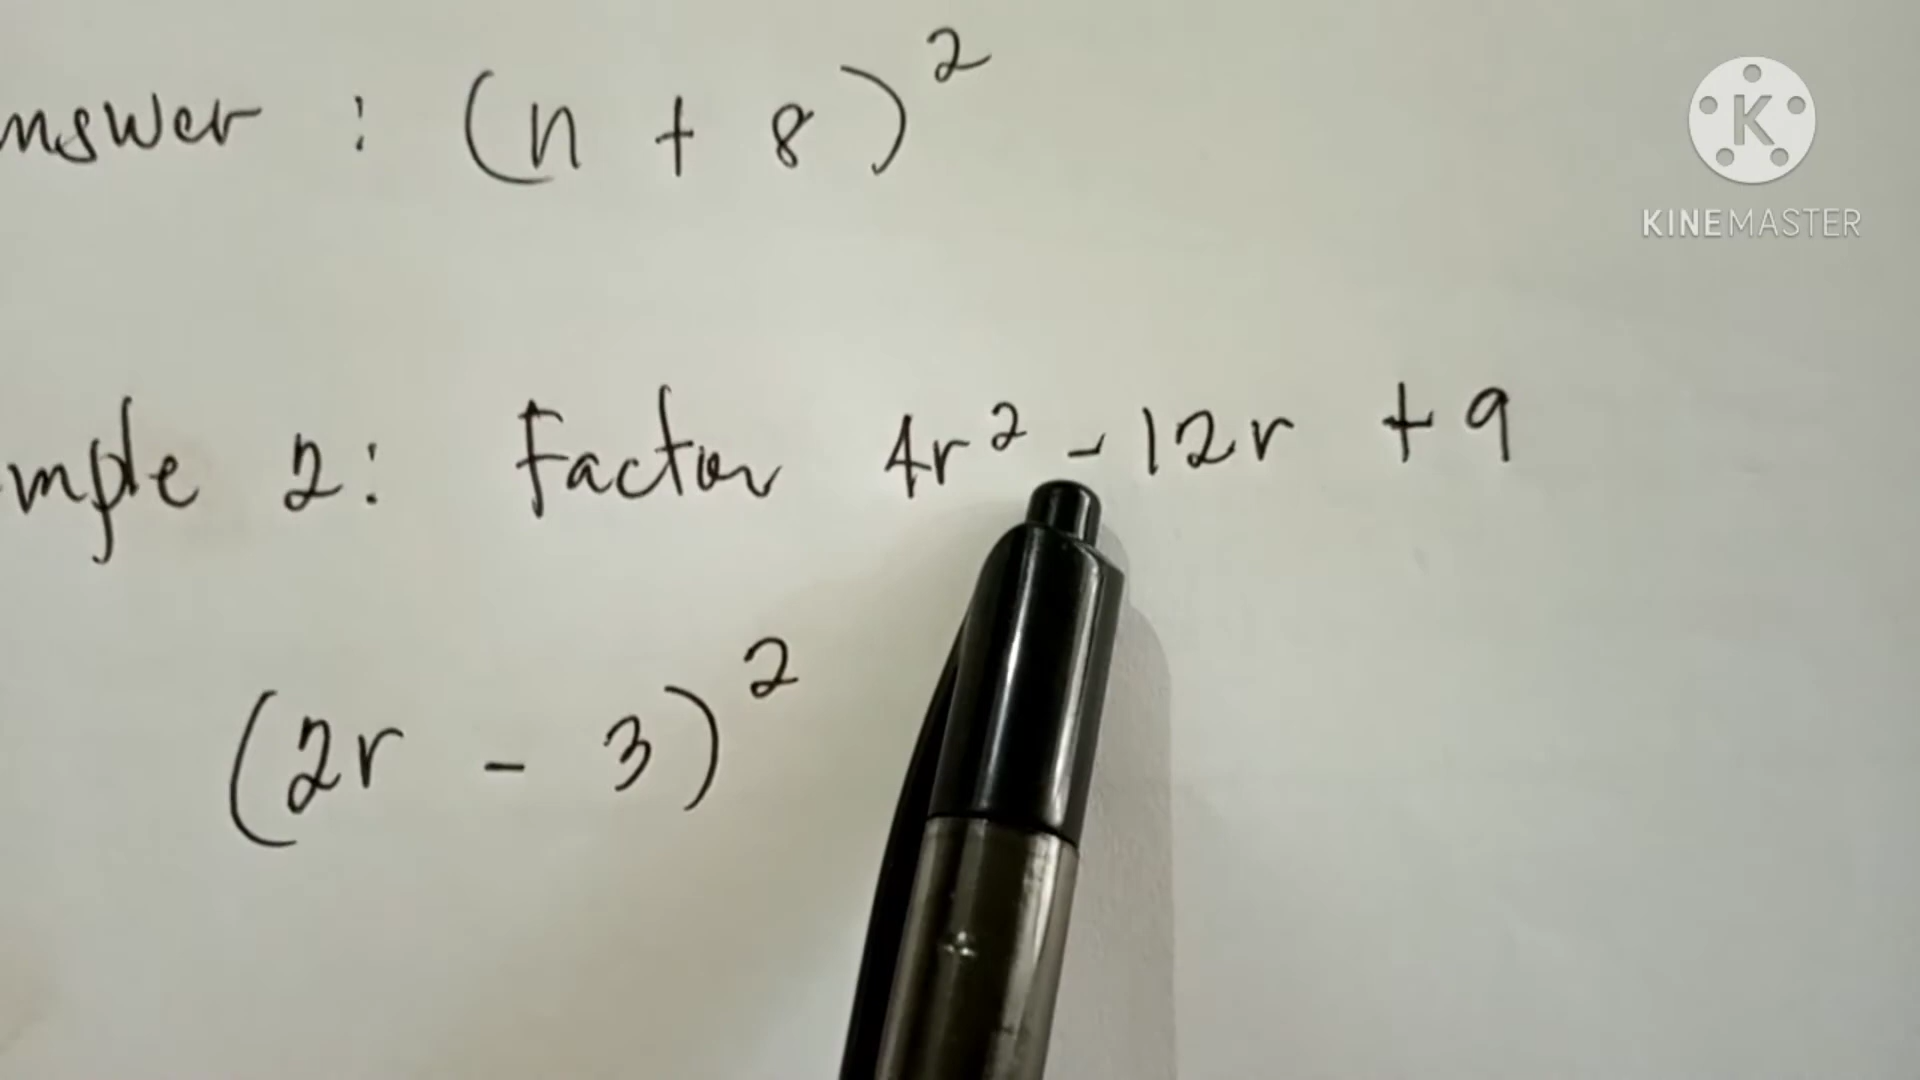 nswer : (n + 8)²
K
KINEMASTER
mple 2: Factor 4r² - 12r + 9
(2r - 3)²